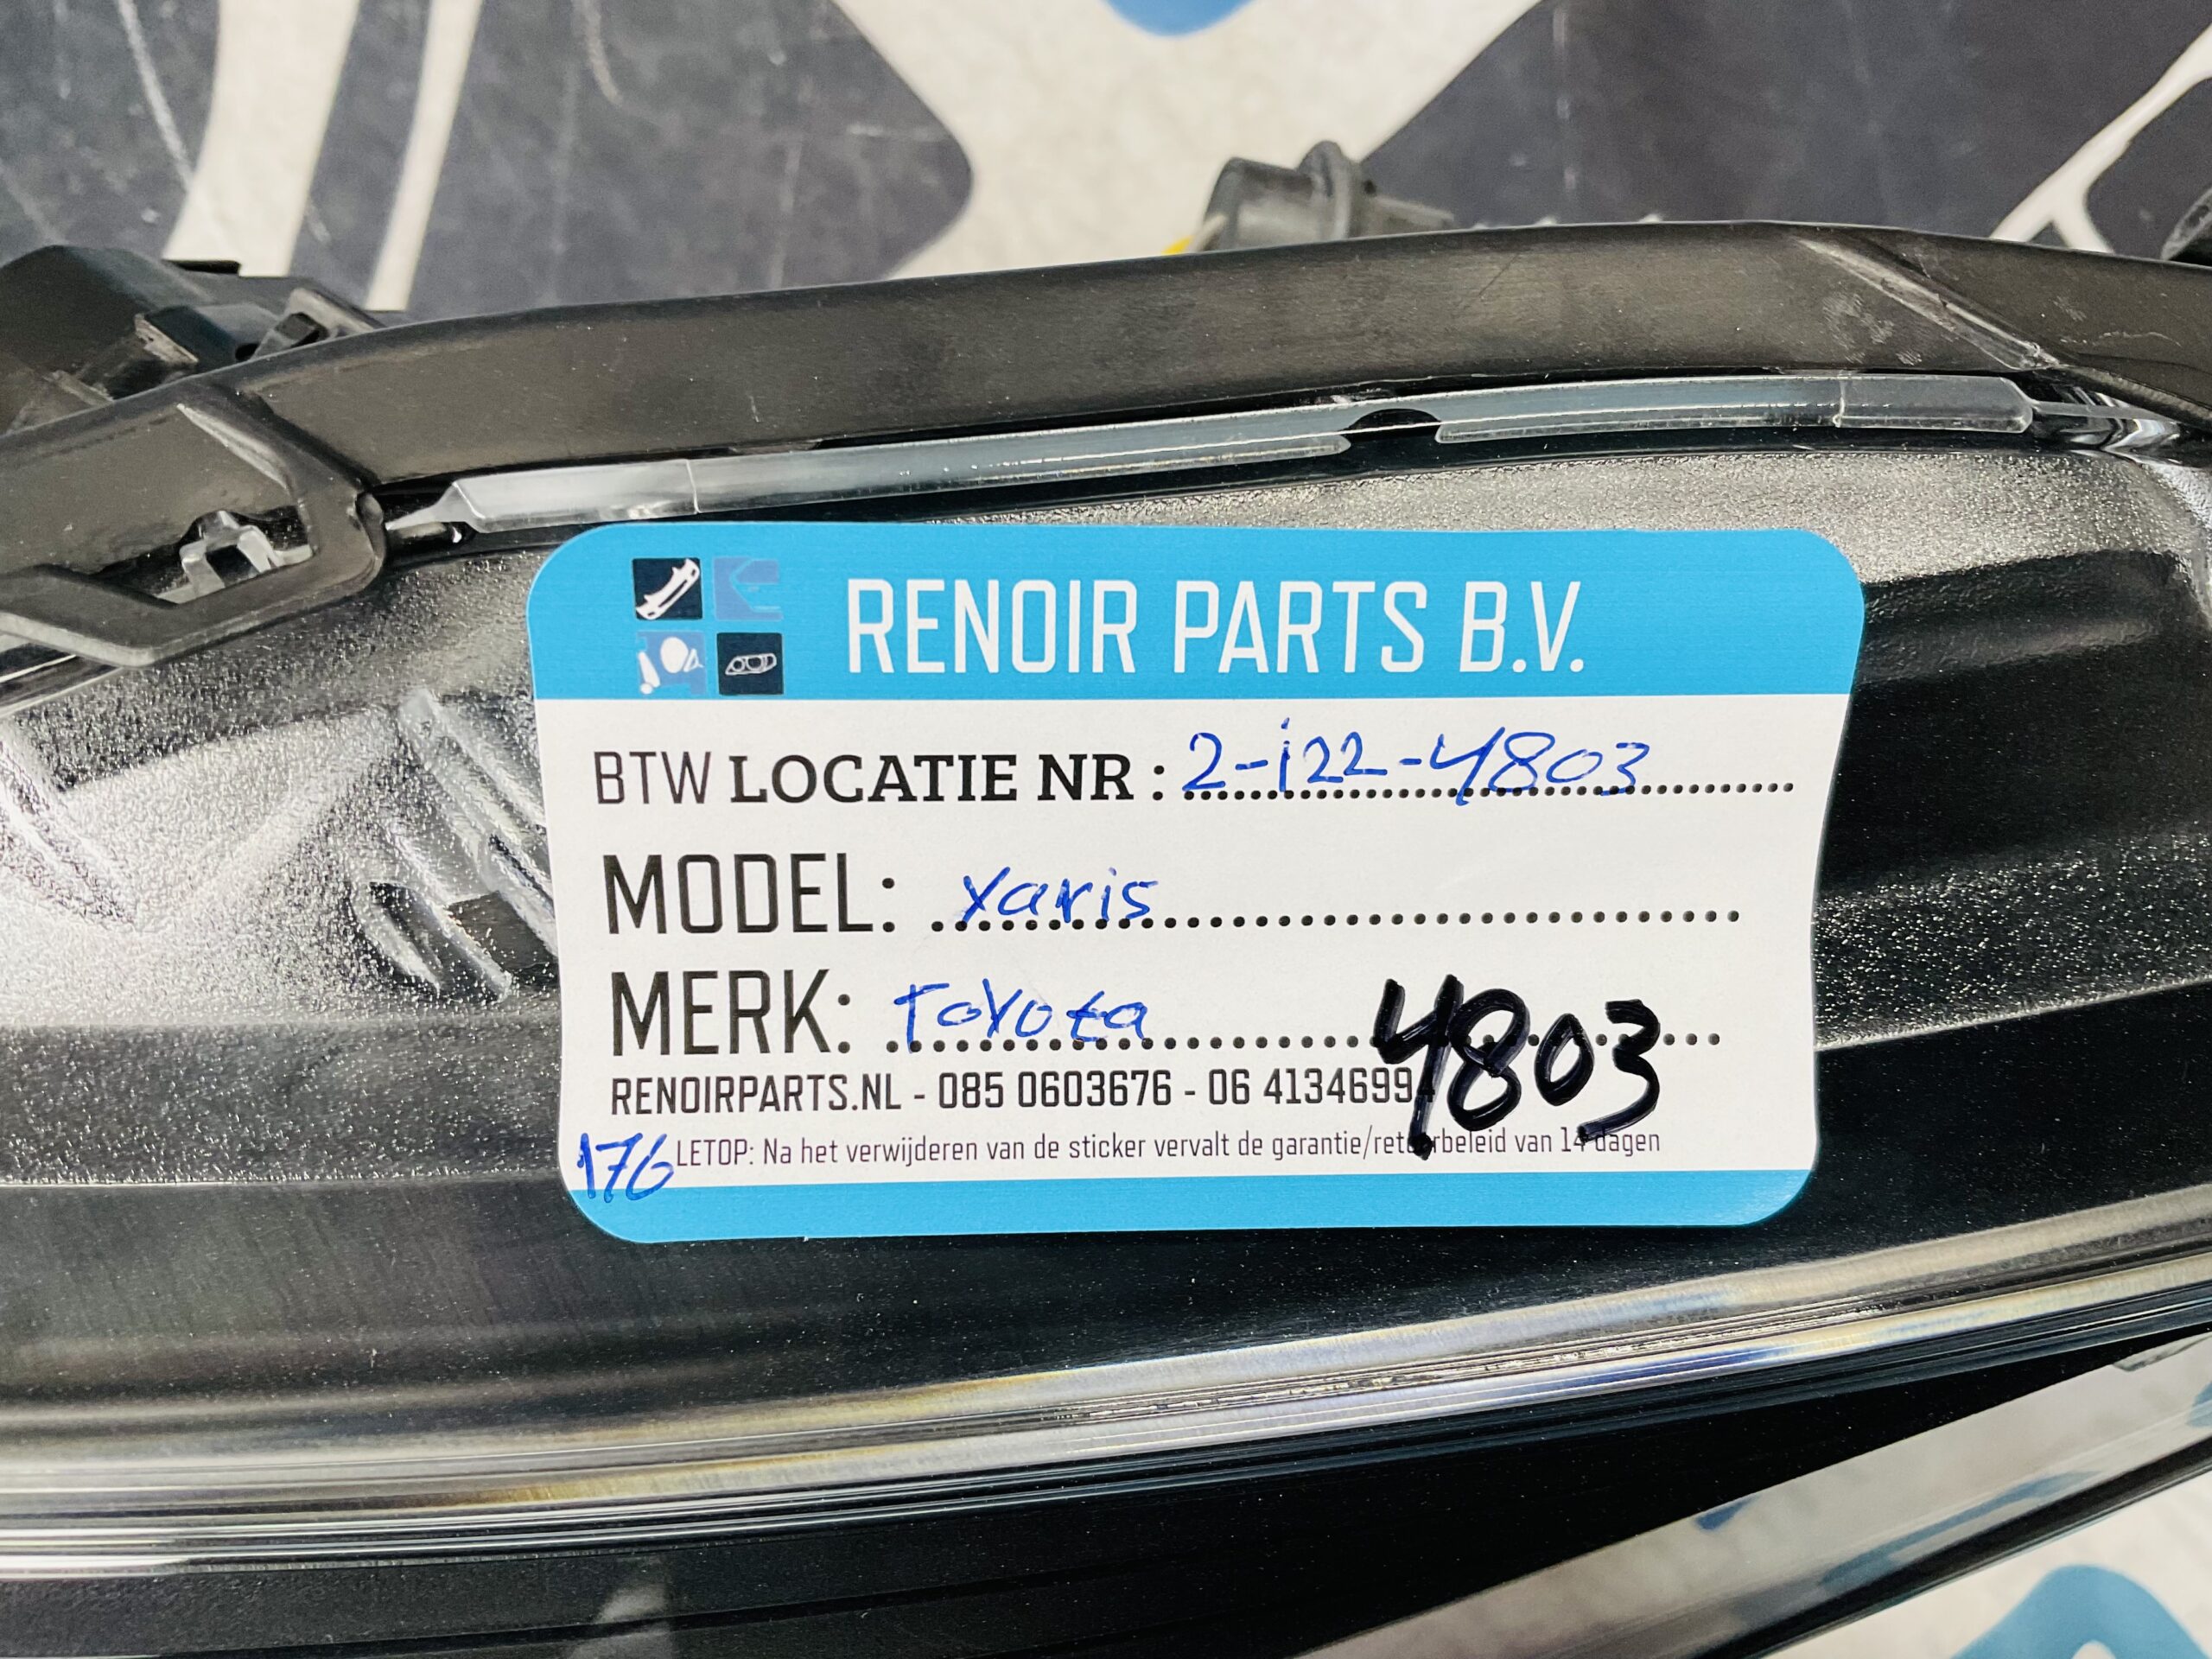 RENOIR PARTS B.V.
BTW LOCATIE NR : 2-i22-4803
MODEL: Yaris
MERK: Toyota
4803
RENOIRPARTS.NL - 085 0603676 - 06 4134699
176 LETOP: Na het verwijderen van de sticker vervalt de garantie/retourbeleid van 14 dagen